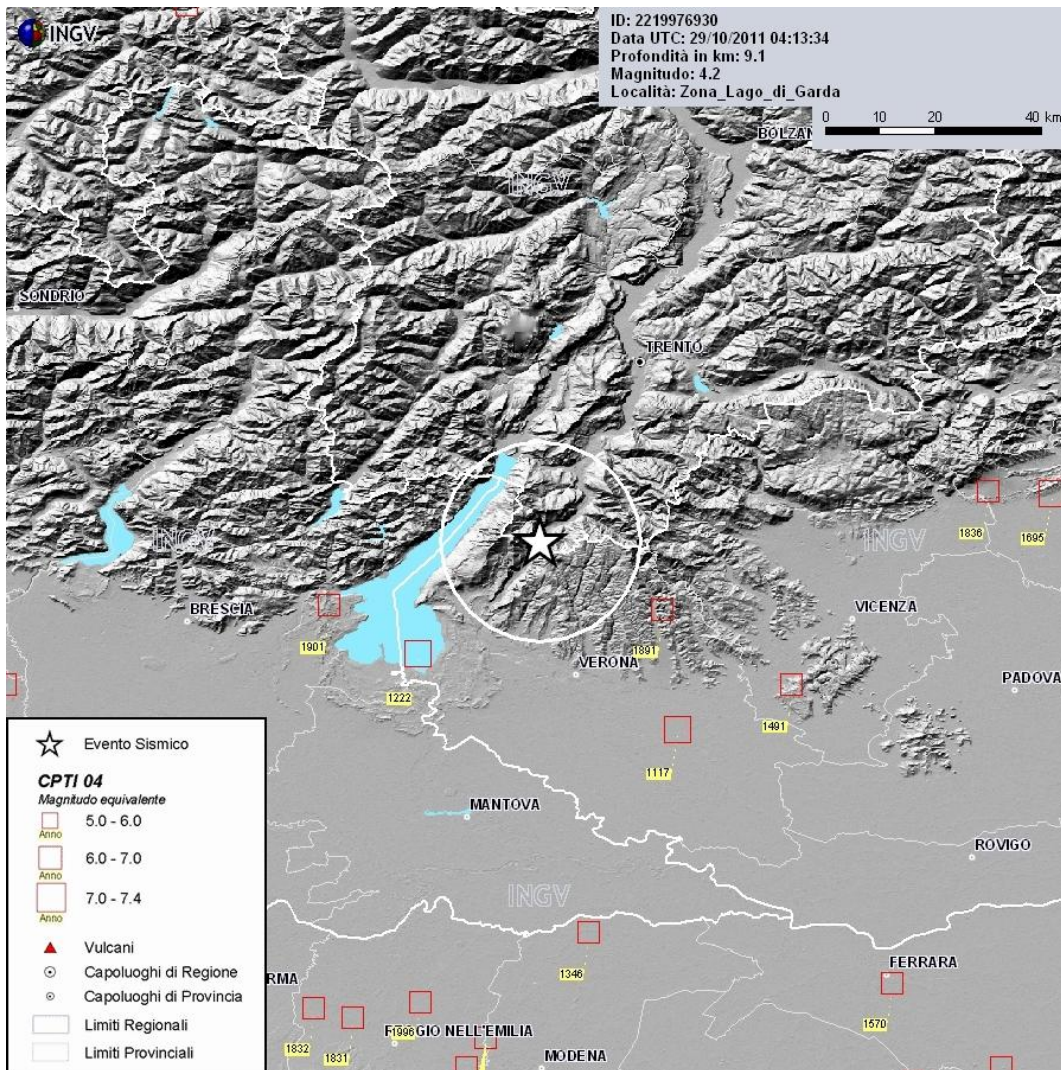 INGV
ID: 2219976930
Data UTC: 29/10/2011 04:13:34
Profondità in km: 9.1
Magnitudo: 4.2
Località: Zona_Lago_di_Garda
0 10 20 40 km
BOLZAN
INGV
SONDRIO
TRENTO
INGV
INGV
1836
1695
BRESCIA
VICENZA
1901
1891
VERONA
PADOVA
1222
1491
1117
MANTOVA
ROVIGO
INGV
1346
FERRARA
RMA
1570
1996
REGGIO NELL'EMILIA
1832
1831
MODENA
Evento Sismico
CPTI 04
Magnitudo equivalente
5.0 - 6.0
Anno
6.0 - 7.0
Anno
7.0 - 7.4
Anno
Vulcani
Capoluoghi di Regione
Capoluoghi di Provincia
Limiti Regionali
Limiti Provinciali